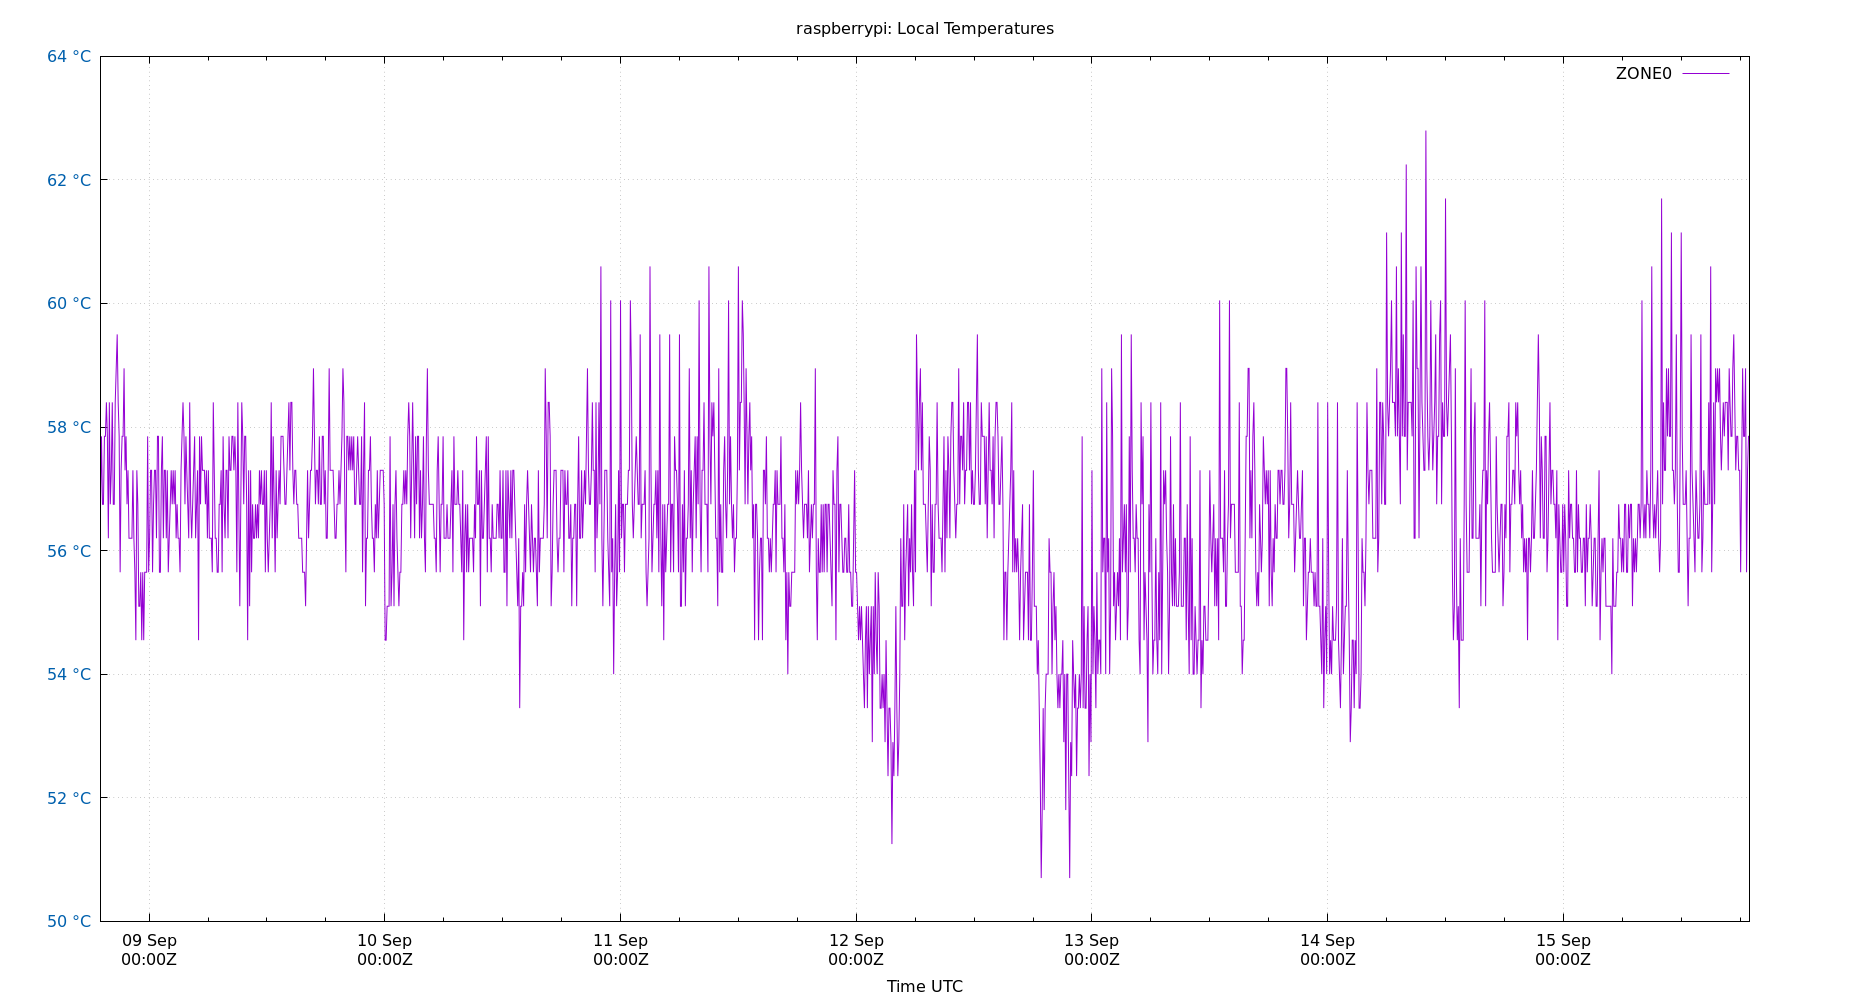 raspberrypi: Local Temperatures
64 °C
ZONE0
62 °C
60 °C
58 °C
56 °C
54 °C
52 °C
50 °C
09 Sep 10 Sep 11 Sep 12 Sep 13 Sep 14 Sep 15 Sep
00:00Z 00:00Z 00:00Z 00:00Z 00:00Z 00:00Z 00:00Z
Time UTC